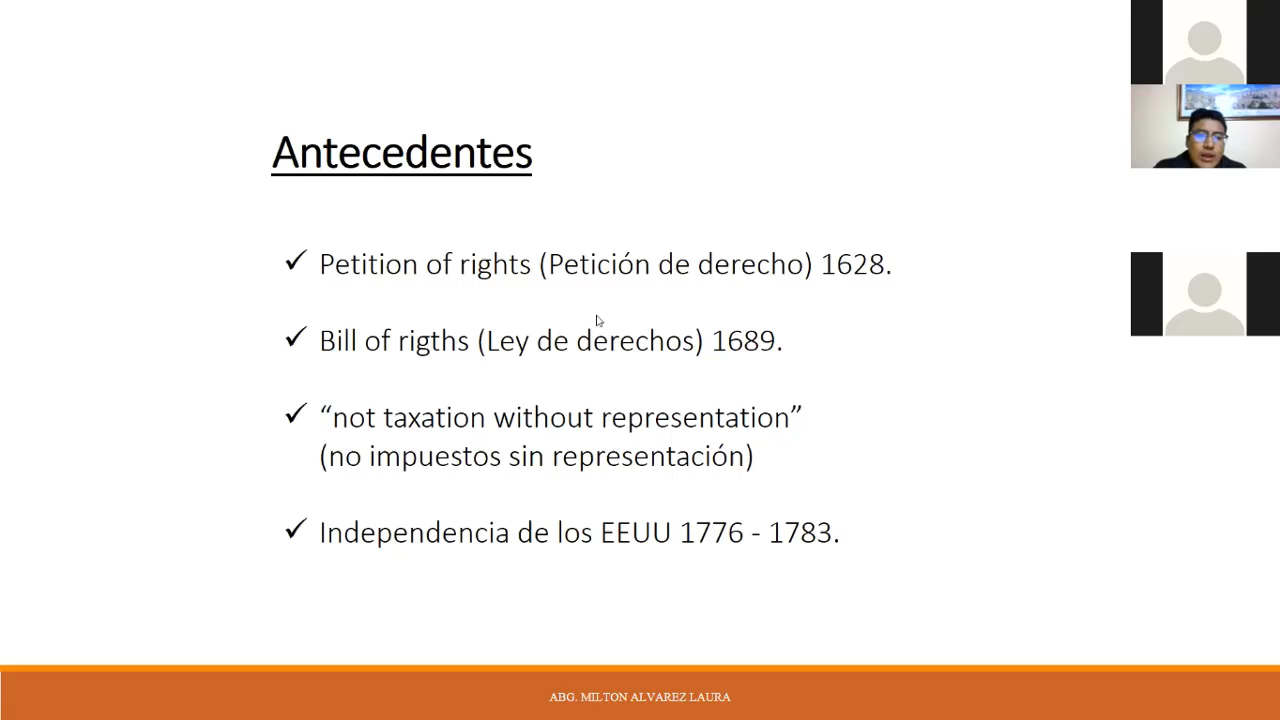 Antecedentes
✓ Petition of rights (Petición de derecho) 1628.
✓ Bill of rigths (Ley de derechos) 1689.
✓ “not taxation without representation”
(no impuestos sin representación)
✓ Independencia de los EEUU 1776 - 1783.
ABG. MILTON ALVAREZ LAURA